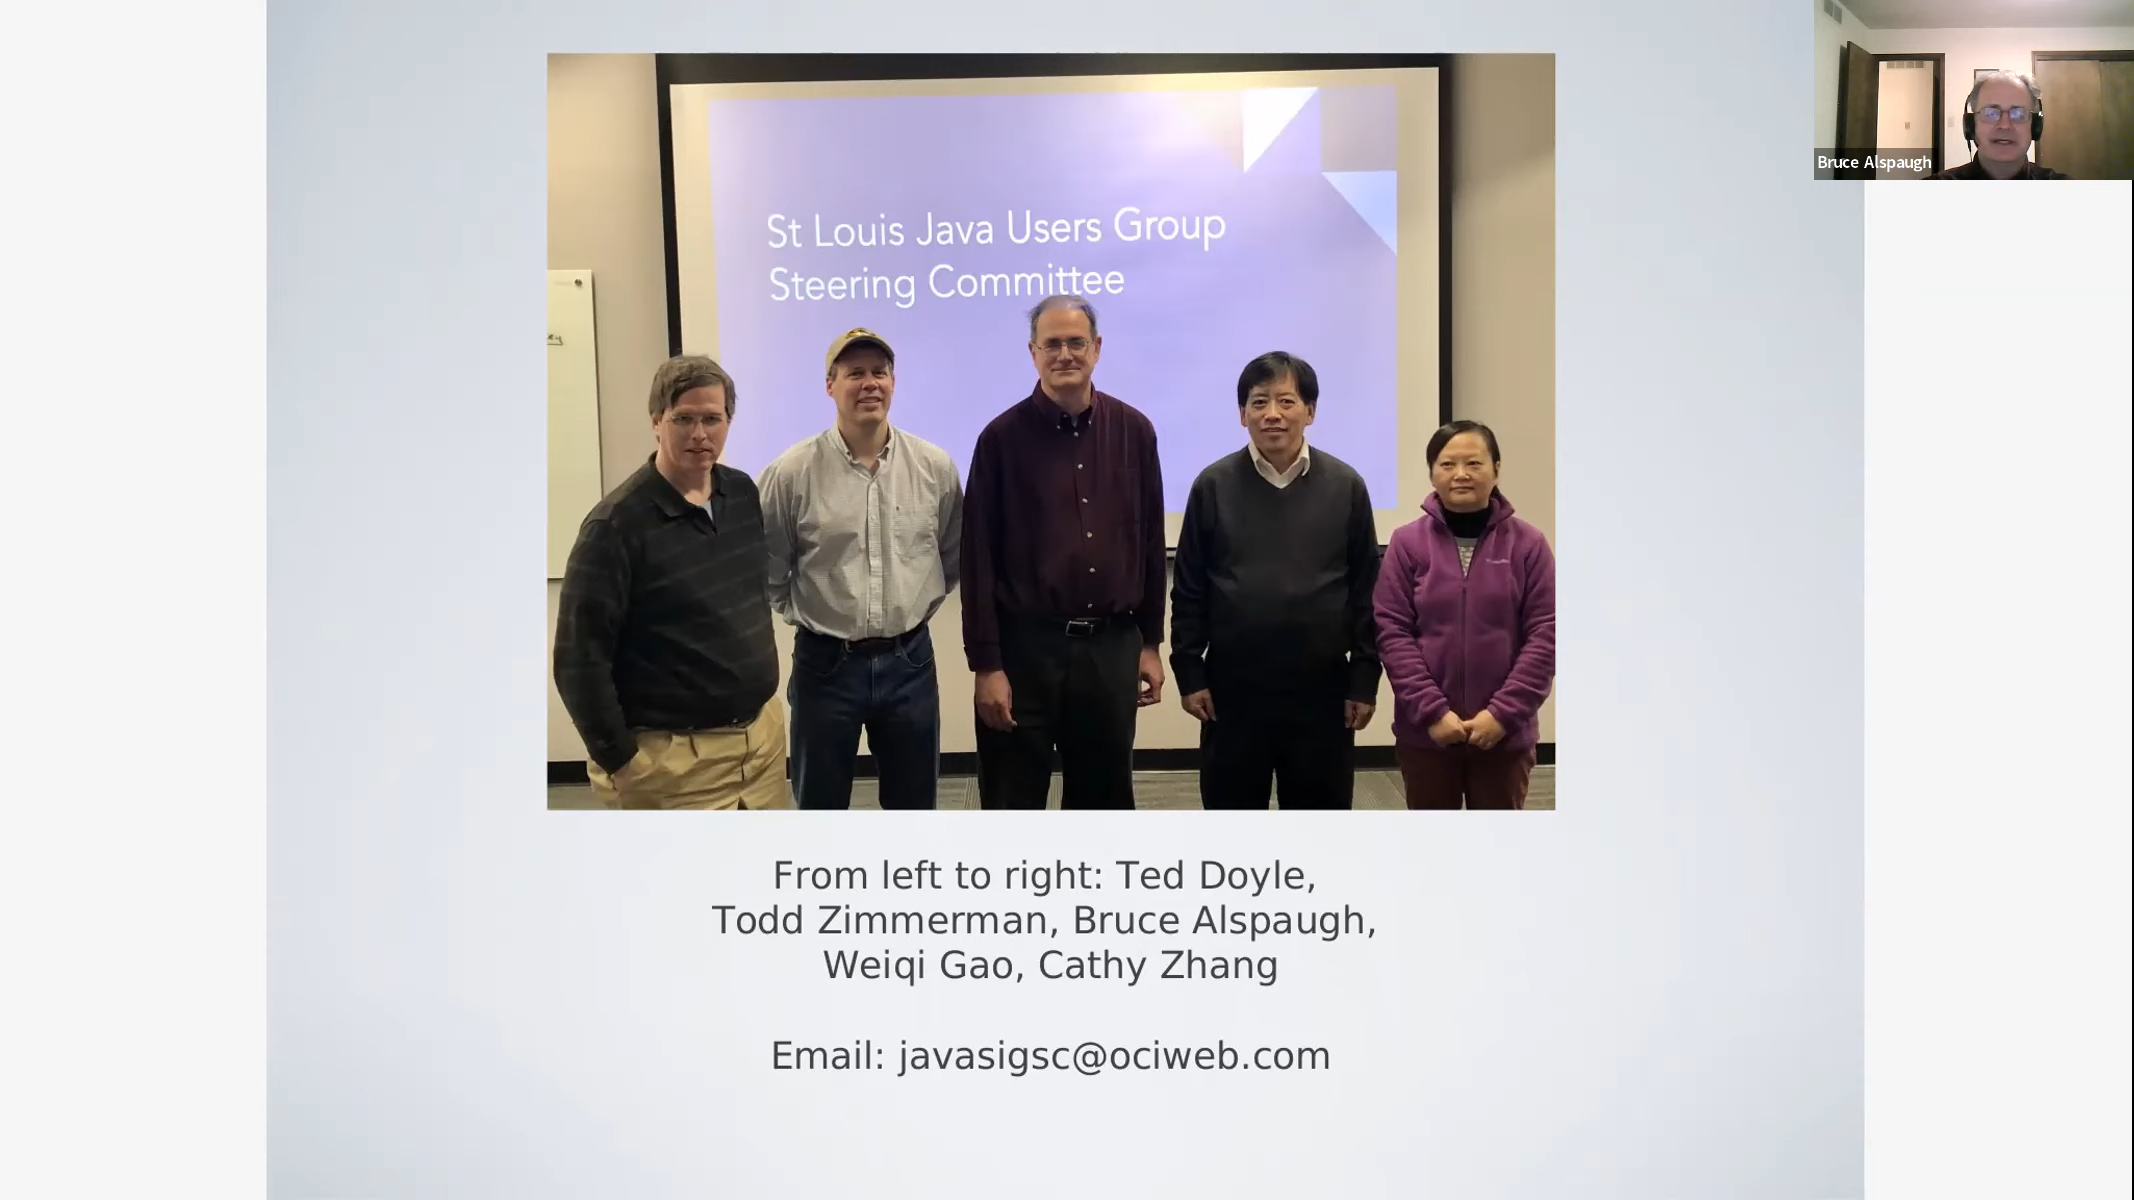 St Louis Java Users Group
Steering Committee
Bruce Alspaugh
From left to right: Ted Doyle,
Todd Zimmerman, Bruce Alspaugh,
Weiqi Gao, Cathy Zhang
Email: javasigsc@ociweb.com